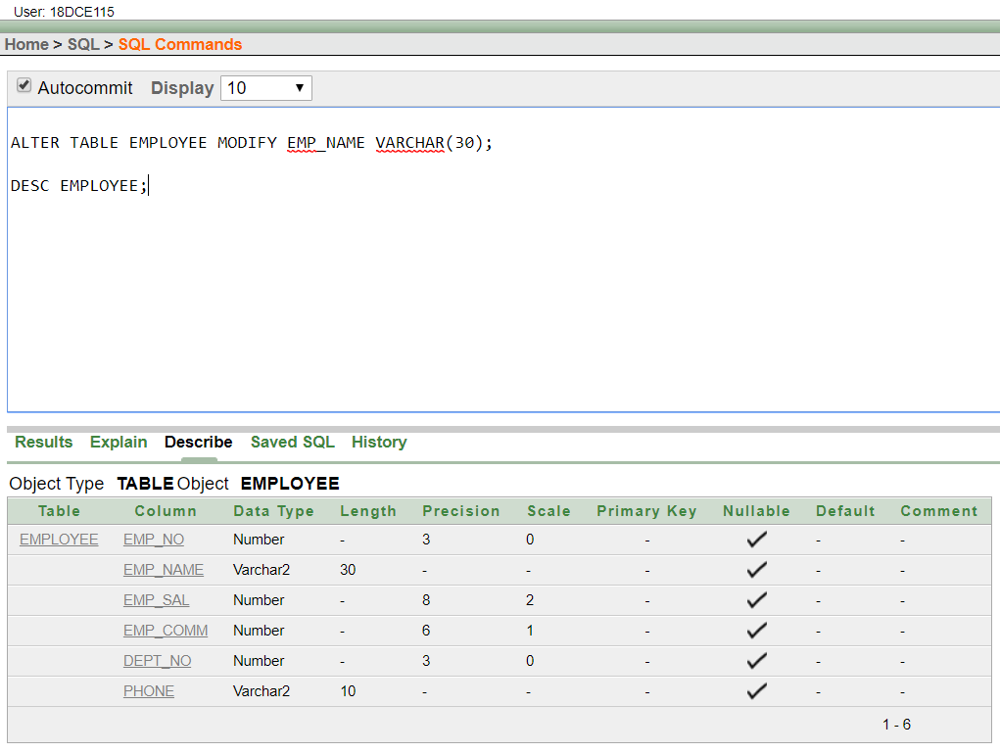 User: 18DCE115
Home > SQL > SQL Commands
Autocommit Display 10
ALTER TABLE EMPLOYEE MODIFY EMP_NAME VARCHAR(30);
DESC EMPLOYEE;
Results Explain Describe Saved SQL History
Object Type TABLE Object EMPLOYEE
Table Column Data Type Length Precision Scale Primary Key Nullable Default Comment
EMPLOYEE EMP_NO Number - 3 0 - - -
EMP_NAME Varchar2 30 - - - - -
EMP_SAL Number - 8 2 - - -
EMP_COMM Number - 6 1 - - -
DEPT_NO Number - 3 0 - - -
PHONE Varchar2 10 - - - - -
1 - 6